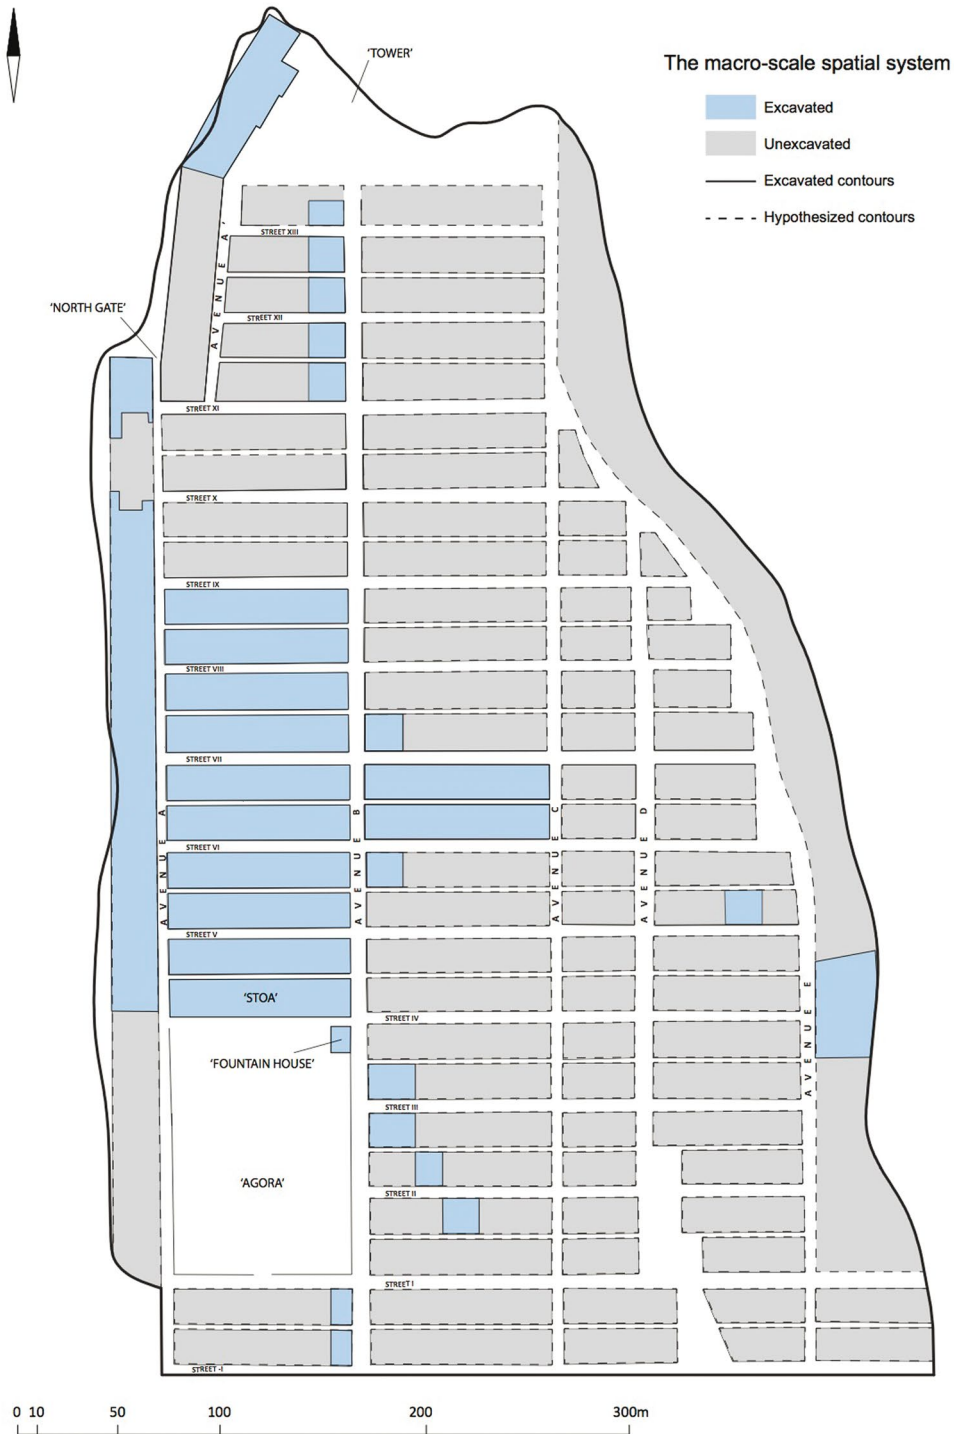 'TOWER'
The macro-scale spatial system
Excavated
Unexcavated
Excavated contours
Hypothesized contours
STREET XIII
AVENUE A'
'NORTH GATE'
STREET XII
STREET XI
STREET X
STREET IX
STREET VIII
STREET VII
AVENUE A
AVENUE B
AVENUE C
AVENUE D
STREET VI
STREET V
'STOA'
AVENUE E
STREET IV
'FOUNTAIN HOUSE'
STREET III
'AGORA'
STREET II
STREET I
STREET -I
0 10 50 100 200 300m